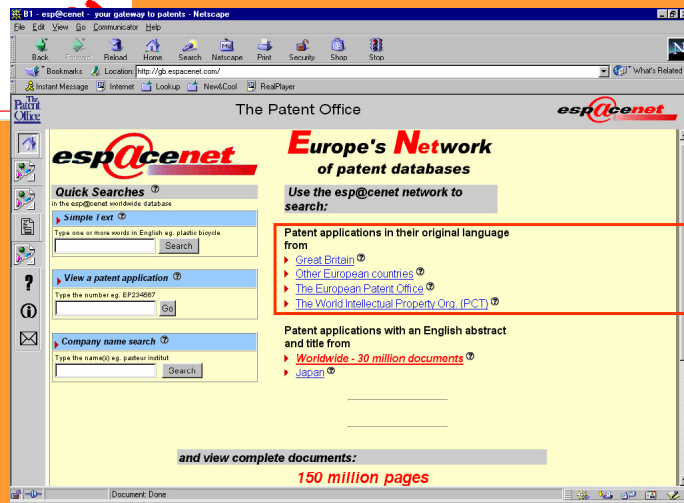 B1 - esp@cenet - your gateway to patents - Netscape
File Edit View Go Communicator Help
Back Forward Reload Home Search Netscape Print Security Shop Stop
Bookmarks Location: http://gb.espacenet.com/ What's Related
Instant Message Internet Lookup New&Cool RealPlayer
The Patent Office
The Patent Office
esp@cenet
esp@cenet
Europe's Network
of patent databases
Quick Searches ?
in the esp@cenet worldwide database
Simple Text ?
Type one or more words in English eg. plastic bicycle
Search
View a patent application ?
Type the number eg. EP234567
Go
Company name search ?
Type the name(s) eg. pasteur institut
Search
Use the esp@cenet network to
search:
Patent applications in their original language
from
Great Britain ?
Other European countries ?
The European Patent Office ?
The World Intellectual Property Org. (PCT) ?
Patent applications with an English abstract
and title from
Worldwide - 30 million documents ?
Japan ?
and view complete documents:
150 million pages
Document: Done